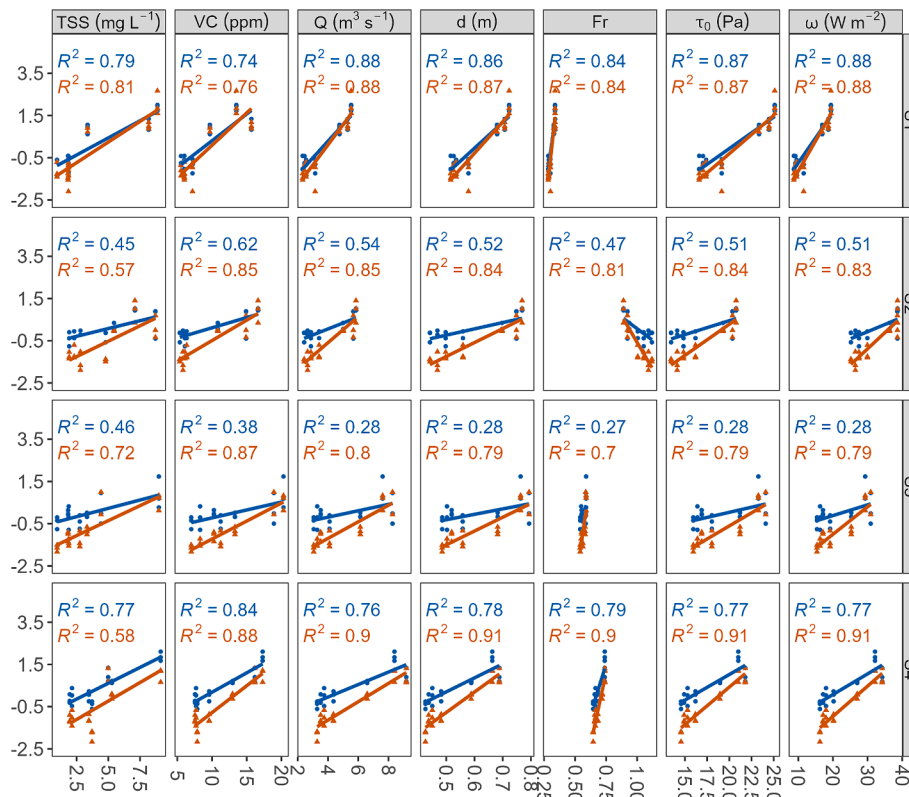 TSS (mg L⁻¹) VC (ppm) Q (m³ s⁻¹) d (m) Fr τ₀ (Pa) ω (W m⁻²)
R² = 0.79 R² = 0.74 R² = 0.88 R² = 0.86 R² = 0.84 R² = 0.87 R² = 0.88
R² = 0.81 R² = 0.76 R² = 0.88 R² = 0.87 R² = 0.84 R² = 0.87 R² = 0.88
3.5
1.5
-0.5
-2.5
R² = 0.45 R² = 0.62 R² = 0.54 R² = 0.52 R² = 0.47 R² = 0.51 R² = 0.51
R² = 0.57 R² = 0.85 R² = 0.85 R² = 0.84 R² = 0.81 R² = 0.84 R² = 0.83
3.5
1.5
-0.5
-2.5
R² = 0.46 R² = 0.38 R² = 0.28 R² = 0.28 R² = 0.27 R² = 0.28 R² = 0.28
R² = 0.72 R² = 0.87 R² = 0.8 R² = 0.79 R² = 0.7 R² = 0.79 R² = 0.79
3.5
1.5
-0.5
-2.5
R² = 0.77 R² = 0.84 R² = 0.76 R² = 0.78 R² = 0.79 R² = 0.77 R² = 0.77
R² = 0.58 R² = 0.88 R² = 0.9 R² = 0.91 R² = 0.9 R² = 0.91 R² = 0.91
3.5
1.5
-0.5
-2.5
2.5 5.0 7.5 5 10 15 20 2 4 6 8 0.5 0.6 0.7 0.50 0.75 1.00 15.0 17.5 20.0 22.5 25.0 10 20 30 40